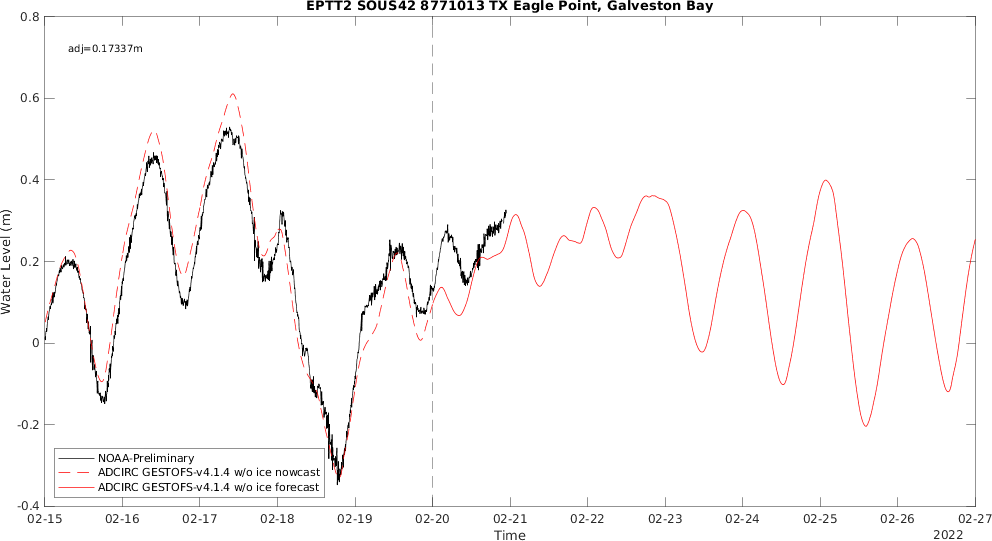 EPTT2 SOUS42 8771013 TX Eagle Point, Galveston Bay
adj=0.17337m
0.8
0.6
0.4
0.2
0
-0.2
-0.4
Water Level (m)
NOAA-Preliminary
ADCIRC GESTOFS-v4.1.4 w/o ice nowcast
ADCIRC GESTOFS-v4.1.4 w/o ice forecast
02-15 02-16 02-17 02-18 02-19 02-20 02-21 02-22 02-23 02-24 02-25 02-26 02-27
Time
2022